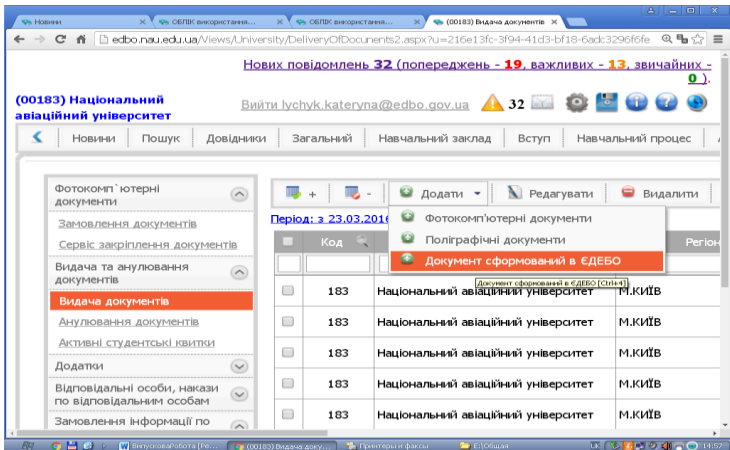 Новини
ОБЛІК використання...
ОБЛІК використання...
(00183) Видача документів
edbo.nau.edu.ua/Views/University/DeliveryOfDocuments2.aspx?u=216e13fc-3f94-41d3-bf18-6adc3296f6fe
Нових повідомлень 32 (попереджень - 19, важливих - 13, звичайних - 0 ).
(00183) Національний
авіаційний університет
Вийти lychyk.kateryna@edbo.gov.ua
32
Новини
Пошук
Довідники
Загальний
Навчальний заклад
Вступ
Навчальний процес
Фотокомп`ютерні
документи
Замовлення документів
Сервіс закріплення документів
Видача та анулювання
документів
Видача документів
Анулювання документів
Активні студентські квитки
Додатки
Відповідальні особи, накази
по відповідальним особам
Замовлення інформації по
+
-
Додати
Редагувати
Видалити
Період: з 23.03.2016
Фотокомп'ютерні документи
Поліграфічні документи
Документ сформований в ЄДЕБО
Документ сформований в ЄДЕБО [Ctrl+4]
Код
Регіон
183 Національний авіаційний університет М.КИЇВ
183 Національний авіаційний університет М.КИЇВ
183 Національний авіаційний університет М.КИЇВ
183 Національний авіаційний університет М.КИЇВ
183 Національний авіаційний університет М.КИЇВ
ВипусковаРобота [Ре...
(00183) Видача доку...
Принтеры и факсы
E:\Общая
UK
14:57